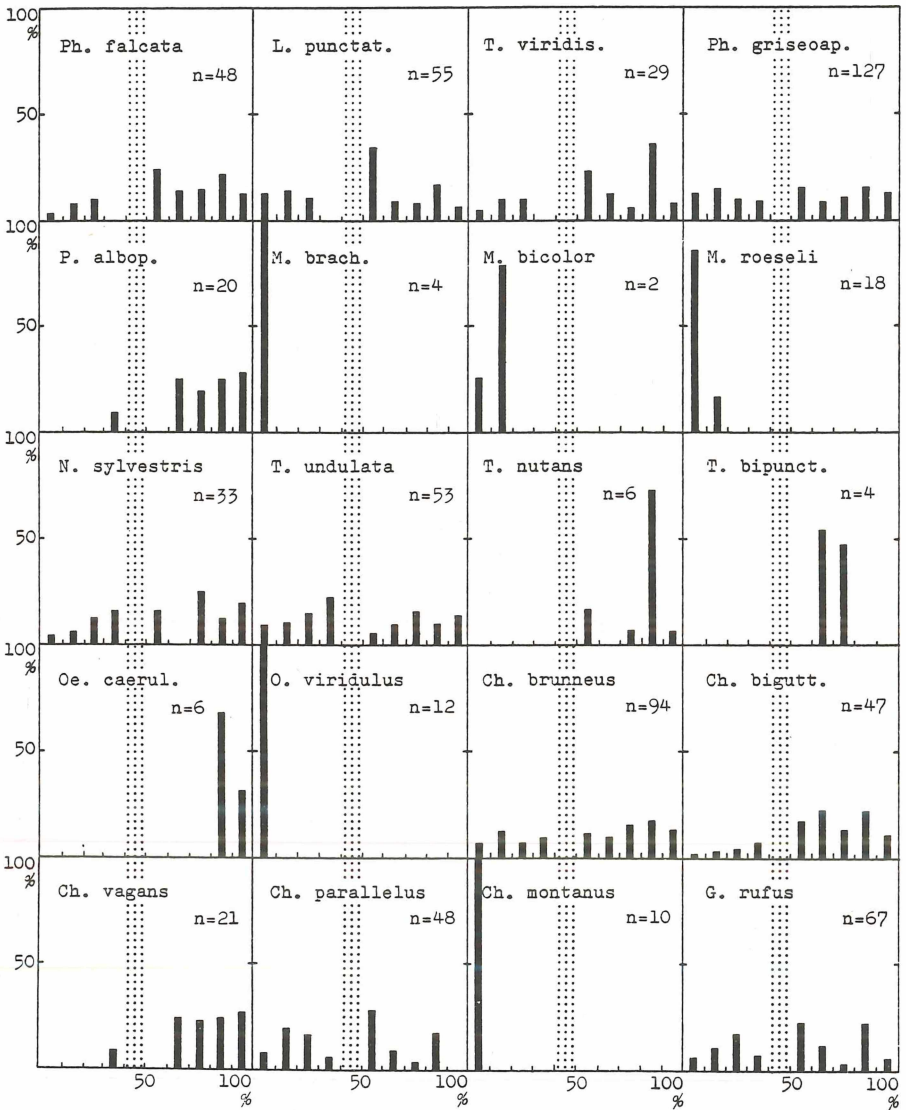 100
%
Ph. falcata L. punctat. T. viridis. Ph. griseoap.
n=48 n=55 n=29 n=127
50
100
%
P. albop. M. brach. M. bicolor M. roeseli
n=20 n=4 n=2 n=18
50
100
%
N. sylvestris T. undulata T. nutans T. bipunct.
n=33 n=53 n=6 n=4
50
100
%
Oe. caerul. O. viridulus Ch. brunneus Ch. bigutt.
n=6 n=12 n=94 n=47
50
100
%
Ch. vagans Ch. parallelus Ch. montanus G. rufus
n=21 n=48 n=10 n=67
50
50 100 50 100 50 100 50 100
% % % %